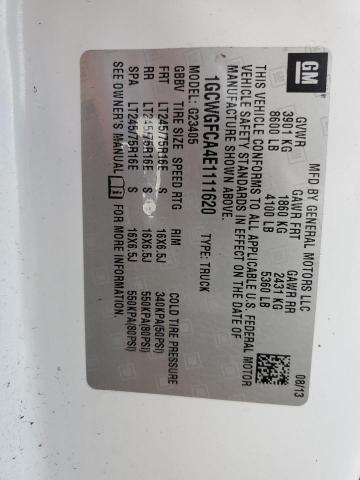 GM
MFD BY GENERAL MOTORS LLC 08/13
GVWR GAWR FRT GAWR RR
3901 KG 1860 KG 2431 KG
8600 LB 4100 LB 5360 LB
THIS VEHICLE CONFORMS TO ALL APPLICABLE U.S. FEDERAL MOTOR
VEHICLE SAFETY STANDARDS IN EFFECT ON THE DATE OF
MANUFACTURE SHOWN ABOVE.
1GCWGFCA4E1111620 TYPE: TRUCK
MODEL: G23405
GBBV TIRE SIZE SPEED RTG RIM COLD TIRE PRESSURE
FRT LT245/75R16E S 16X6.5J 340KPA(50PSI)
RR LT245/75R16E S 16X6.5J 550KPA(80PSI)
SPA LT245/75R16E S 16X6.5J 550KPA(80PSI)
SEE OWNER'S MANUAL